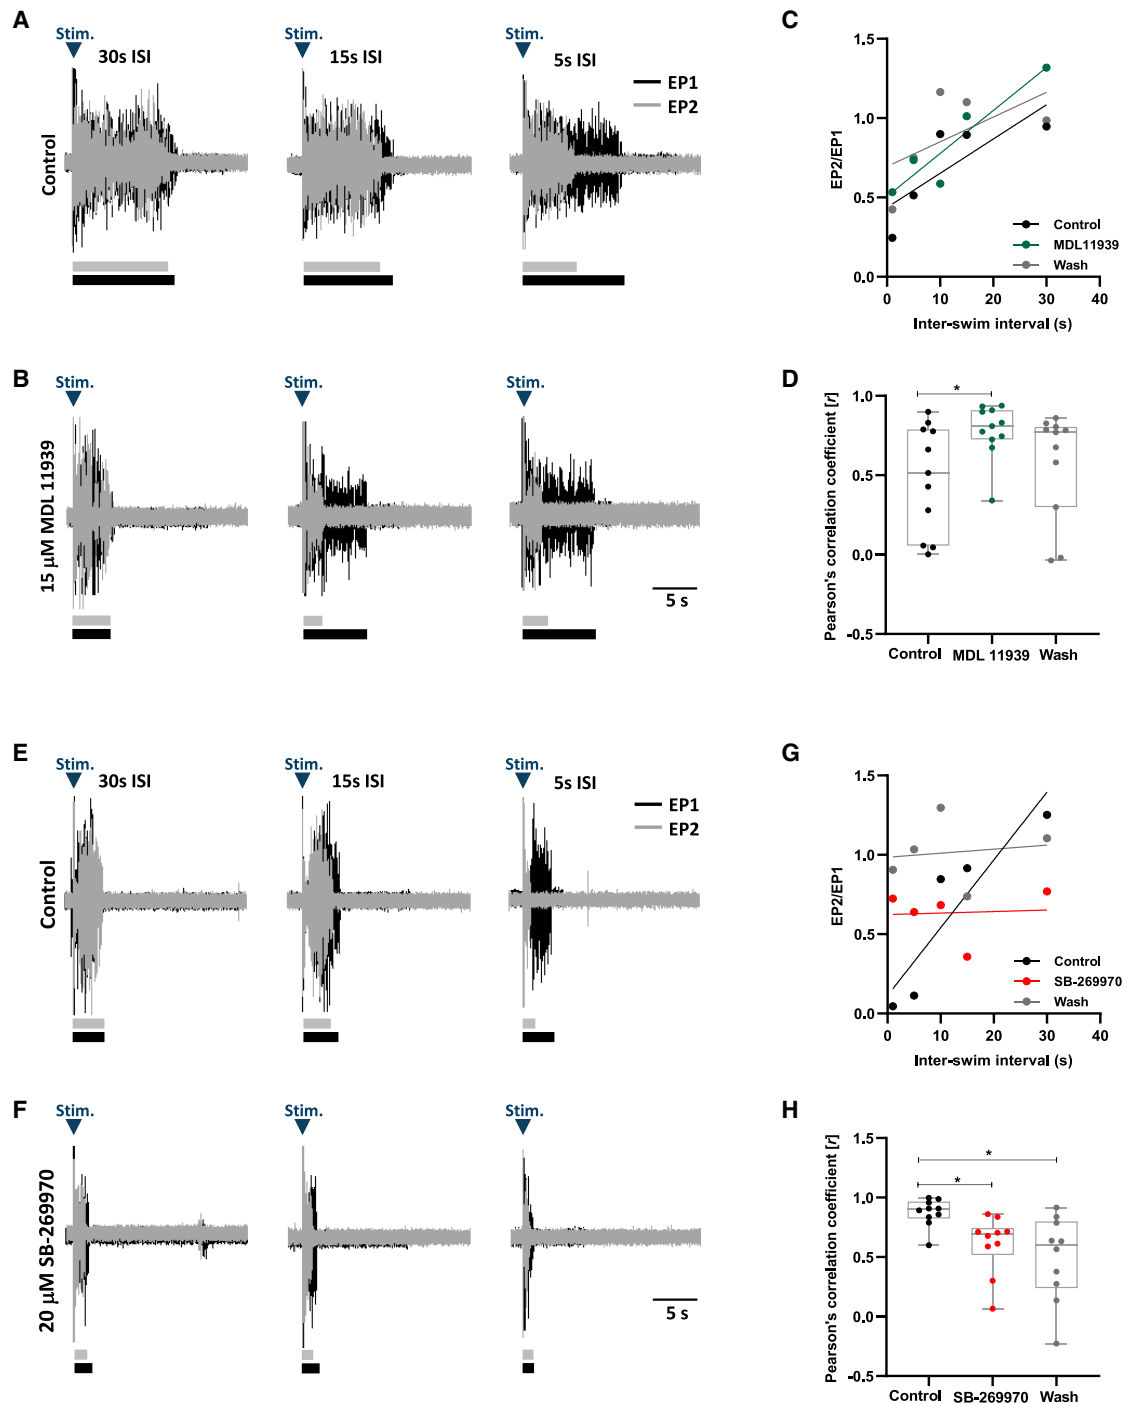 A
Stim.
Stim.
Stim.
30s ISI
15s ISI
5s ISI
EP1
EP2
Control
C
1.5
1.0
0.5
0.0
EP2/EP1
Control
MDL11939
Wash
0
10
20
30
40
Inter-swim interval (s)
B
Stim.
Stim.
Stim.
15 μM MDL 11939
5 s
D
*
1.0
0.5
0.0
-0.5
Pearson's correlation coefficient [r]
Control
MDL 11939
Wash
E
Stim.
Stim.
Stim.
30s ISI
15s ISI
5s ISI
EP1
EP2
Control
G
1.5
1.0
0.5
0.0
EP2/EP1
Control
SB-269970
Wash
0
10
20
30
40
Inter-swim interval (s)
F
Stim.
Stim.
Stim.
20 μM SB-269970
5 s
H
*
*
1.5
1.0
0.5
0.0
-0.5
Pearson's correlation coefficient [r]
Control
SB-269970
Wash